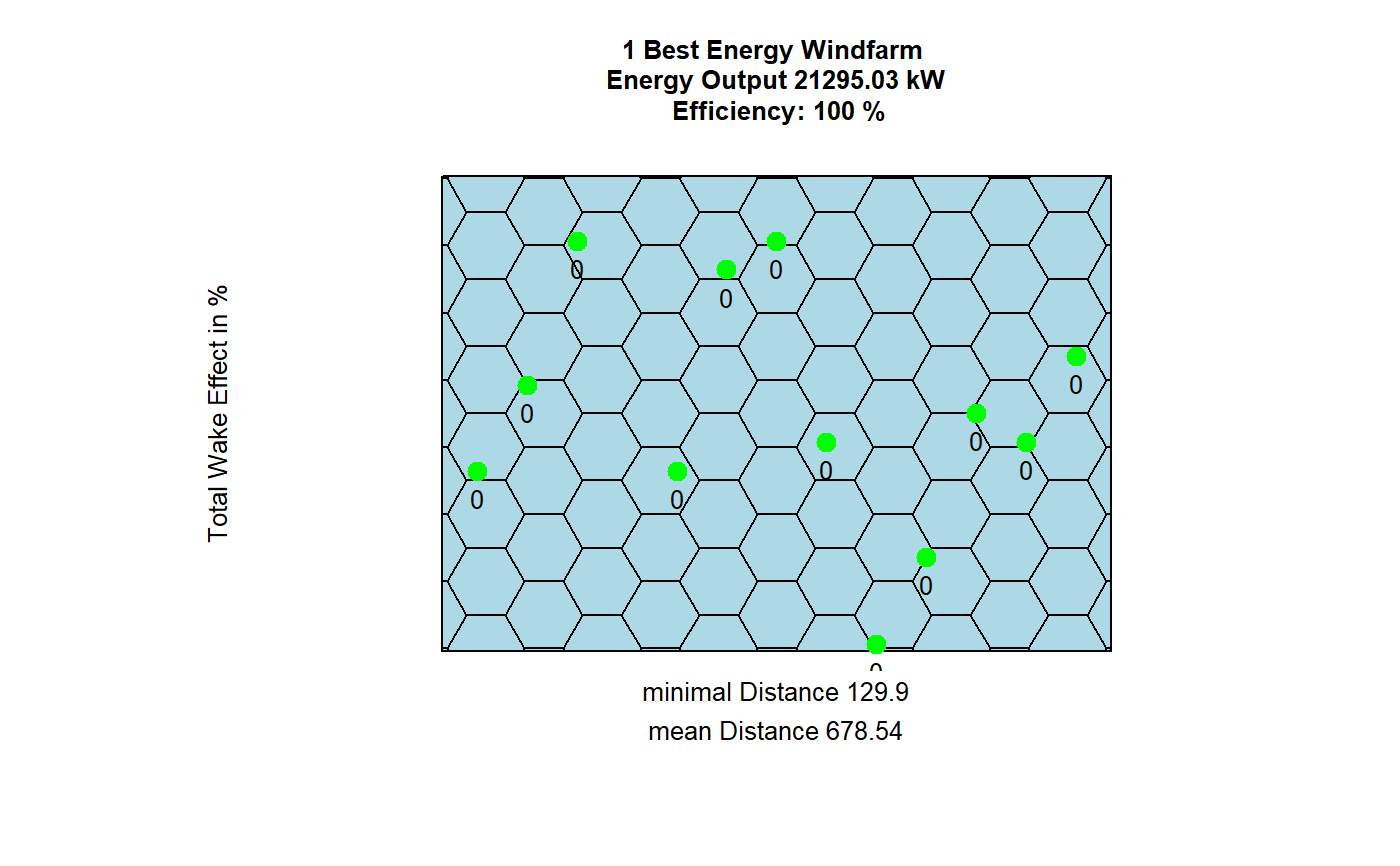 1 Best Energy Windfarm
Energy Output 21295.03 kW
Efficiency: 100 %
Total Wake Effect in %
0
0
0
0
0
0
0
0
0
0
0
0
minimal Distance 129.9
mean Distance 678.54